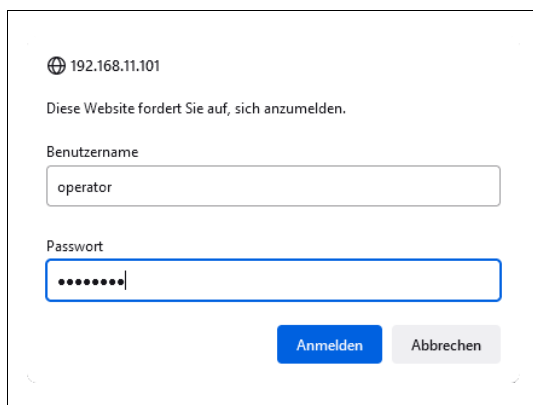 192.168.11.101
Diese Website fordert Sie auf, sich anzumelden.
Benutzername
operator
Passwort
••••••••
Anmelden Abbrechen